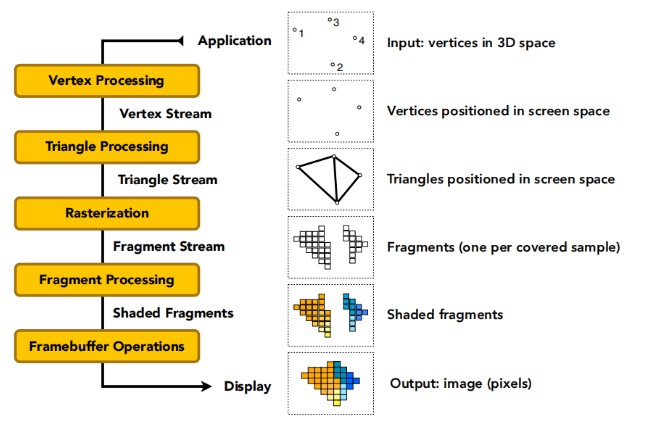 Application
1
3
4
2
Input: vertices in 3D space
Vertex Processing
Vertex Stream
Vertices positioned in screen space
Triangle Processing
Triangle Stream
Triangles positioned in screen space
Rasterization
Fragment Stream
Fragments (one per covered sample)
Fragment Processing
Shaded Fragments
Shaded fragments
Framebuffer Operations
Display
Output: image (pixels)